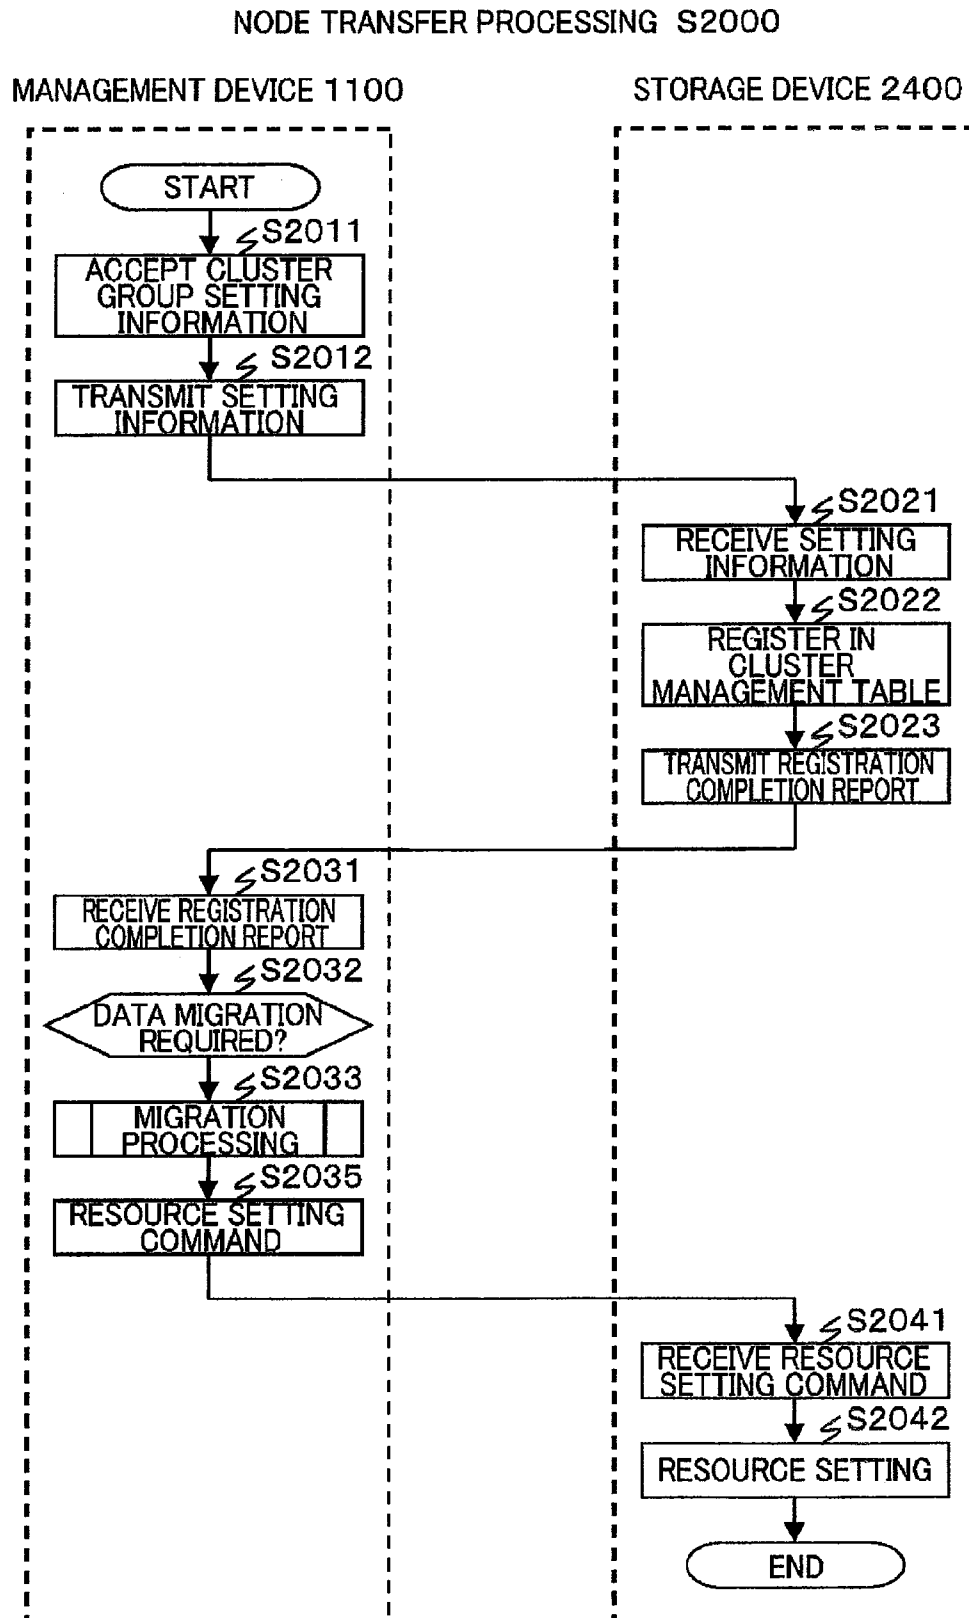 NODE TRANSFER PROCESSING S2000
MANAGEMENT DEVICE 1100
STORAGE DEVICE 2400
START
S2011
ACCEPT CLUSTER
GROUP SETTING
INFORMATION
S2012
TRANSMIT SETTING
INFORMATION
S2021
RECEIVE SETTING
INFORMATION
S2022
REGISTER IN
CLUSTER
MANAGEMENT TABLE
S2023
TRANSMIT REGISTRATION
COMPLETION REPORT
S2031
RECEIVE REGISTRATION
COMPLETION REPORT
S2032
DATA MIGRATION
REQUIRED?
S2033
MIGRATION
PROCESSING
S2035
RESOURCE SETTING
COMMAND
S2041
RECEIVE RESOURCE
SETTING COMMAND
S2042
RESOURCE SETTING
END